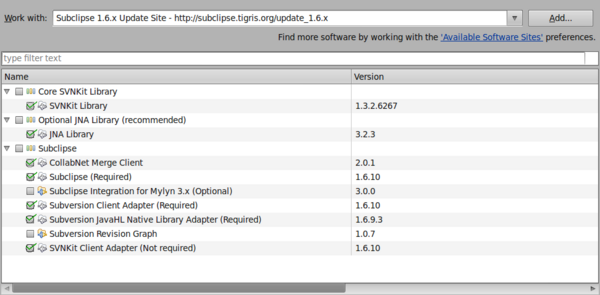 Work with: Subclipse 1.6.x Update Site - http://subclipse.tigris.org/update_1.6.x Add...
Find more software by working with the 'Available Software Sites' preferences.
type filter text
Name Version
Core SVNKit Library
SVNKit Library 1.3.2.6267
Optional JNA Library (recommended)
JNA Library 3.2.3
Subclipse
CollabNet Merge Client 2.0.1
Subclipse (Required) 1.6.10
Subclipse Integration for Mylyn 3.x (Optional) 3.0.0
Subversion Client Adapter (Required) 1.6.10
Subversion JavaHL Native Library Adapter (Required) 1.6.9.3
Subversion Revision Graph 1.0.7
SVNKit Client Adapter (Not required) 1.6.10